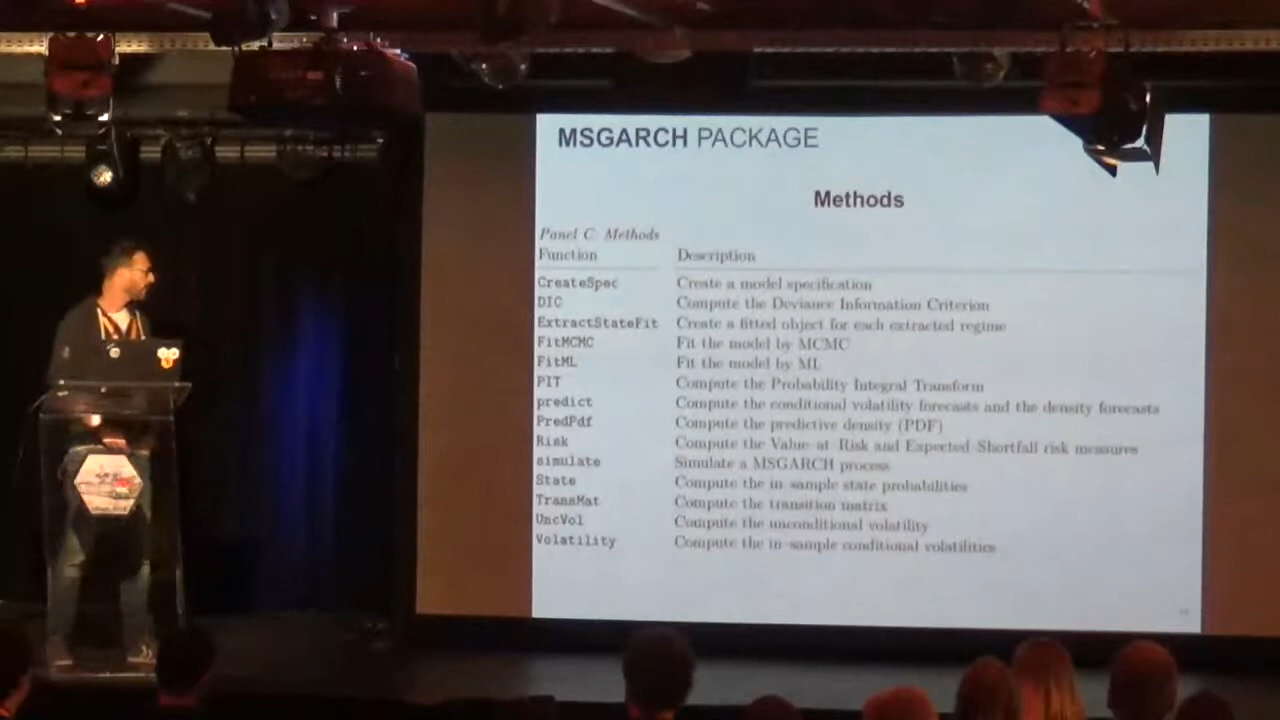 MSGARCH PACKAGE
Methods
Panel C: Methods
Function Description
CreateSpec Create a model specification
DIC Compute the Deviance Information Criterion
ExtractStateFit Create a fitted object for each extracted regime
FitMCMC Fit the model by MCMC
FitML Fit the model by ML
PIT Compute the Probability Integral Transform
predict Compute the conditional volatility forecasts and the density forecasts
PredPdf Compute the predictive density (PDF)
Risk Compute the Value-at-Risk and Expected-Shortfall risk measures
simulate Simulate a MSGARCH process
State Compute the in-sample state probabilities
TransMat Compute the transition matrix
UncVol Compute the unconditional volatility
Volatility Compute the in-sample conditional volatilities